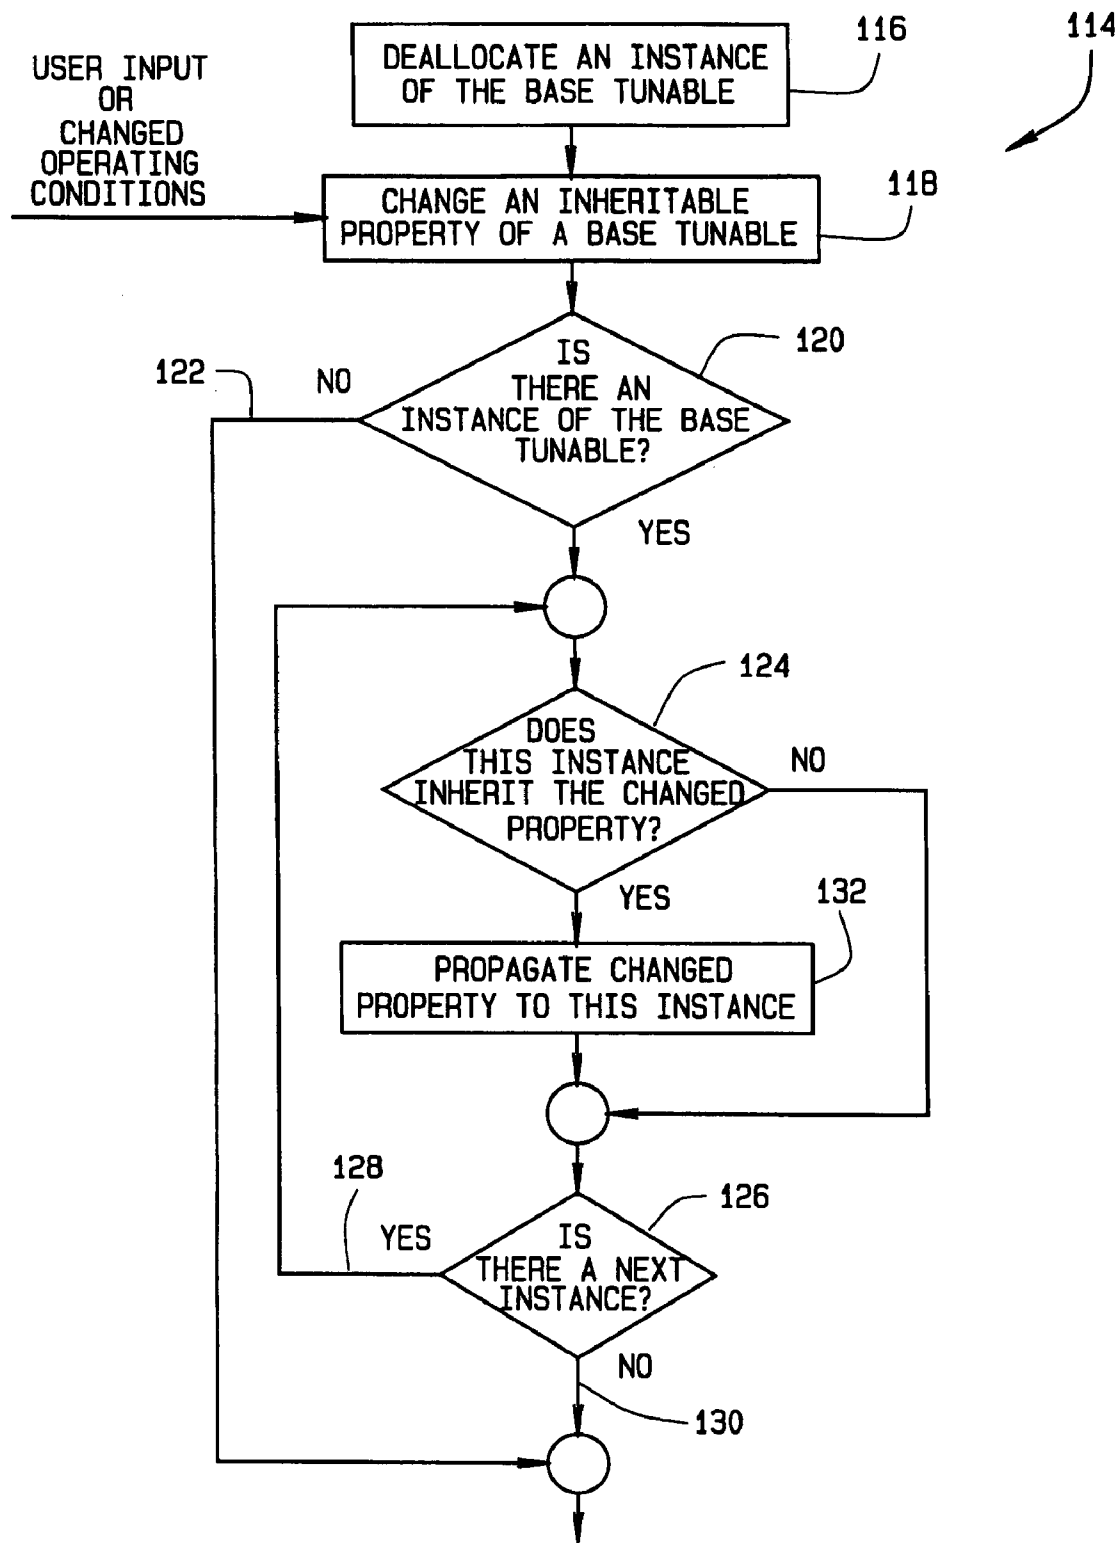 116
114
DEALLOCATE AN INSTANCE
OF THE BASE TUNABLE
USER INPUT
OR
CHANGED
OPERATING
CONDITIONS
118
CHANGE AN INHERITABLE
PROPERTY OF A BASE TUNABLE
120
IS
THERE AN
INSTANCE OF THE BASE
TUNABLE?
122
NO
YES
124
DOES
THIS INSTANCE
INHERIT THE CHANGED
PROPERTY?
NO
YES
132
PROPAGATE CHANGED
PROPERTY TO THIS INSTANCE
128
126
YES
IS
THERE A NEXT
INSTANCE?
NO
130